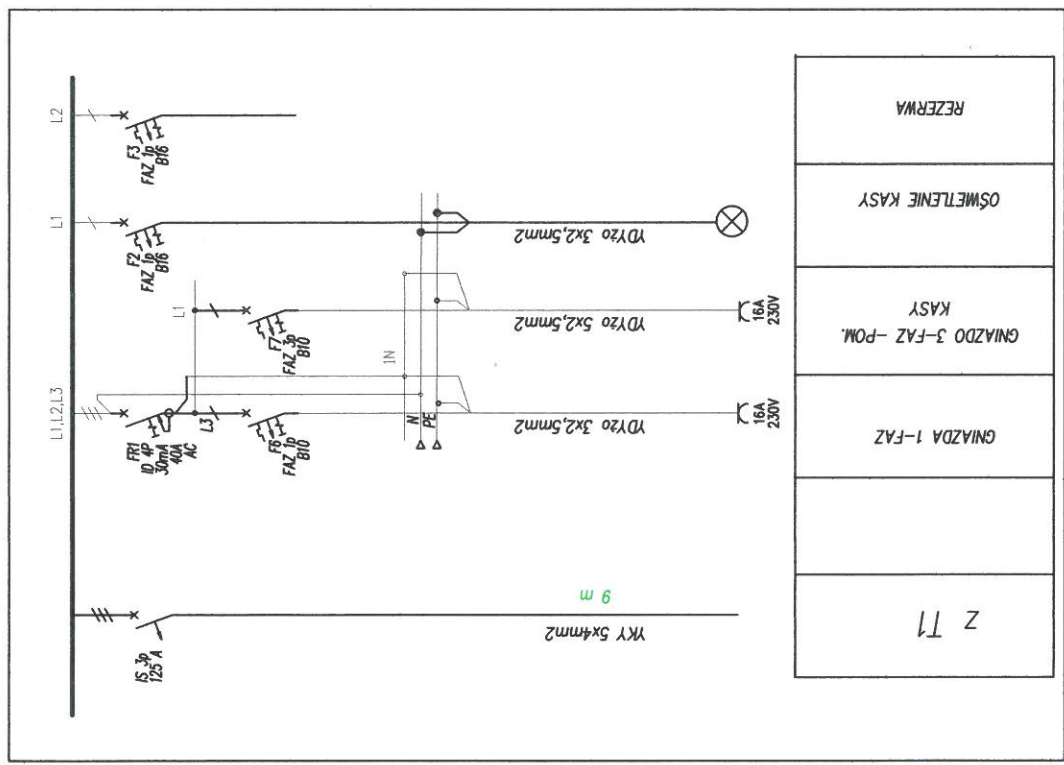 L2
F3
FAZ 1p
B16
REZERWA
L1
F2
FAZ 1p
B16
YDYżo 3x2,5mm2
OŚWIETLENIE KASY
L1
F7
FAZ 3p
B10
1N
YDYżo 5x2,5mm2
16A
230V
GNIAZDO 3-FAZ -POM.
KASY
L1,L2,L3
FR1
ID 4P
30mA
40A
AC
L3
F6
FAZ 1p
B10
N
PE
YDYżo 3x2,5mm2
16A
230V
GNIAZDA 1-FAZ
IS 3p
125 A
9 m
YKY 5x4mm2
Z T1